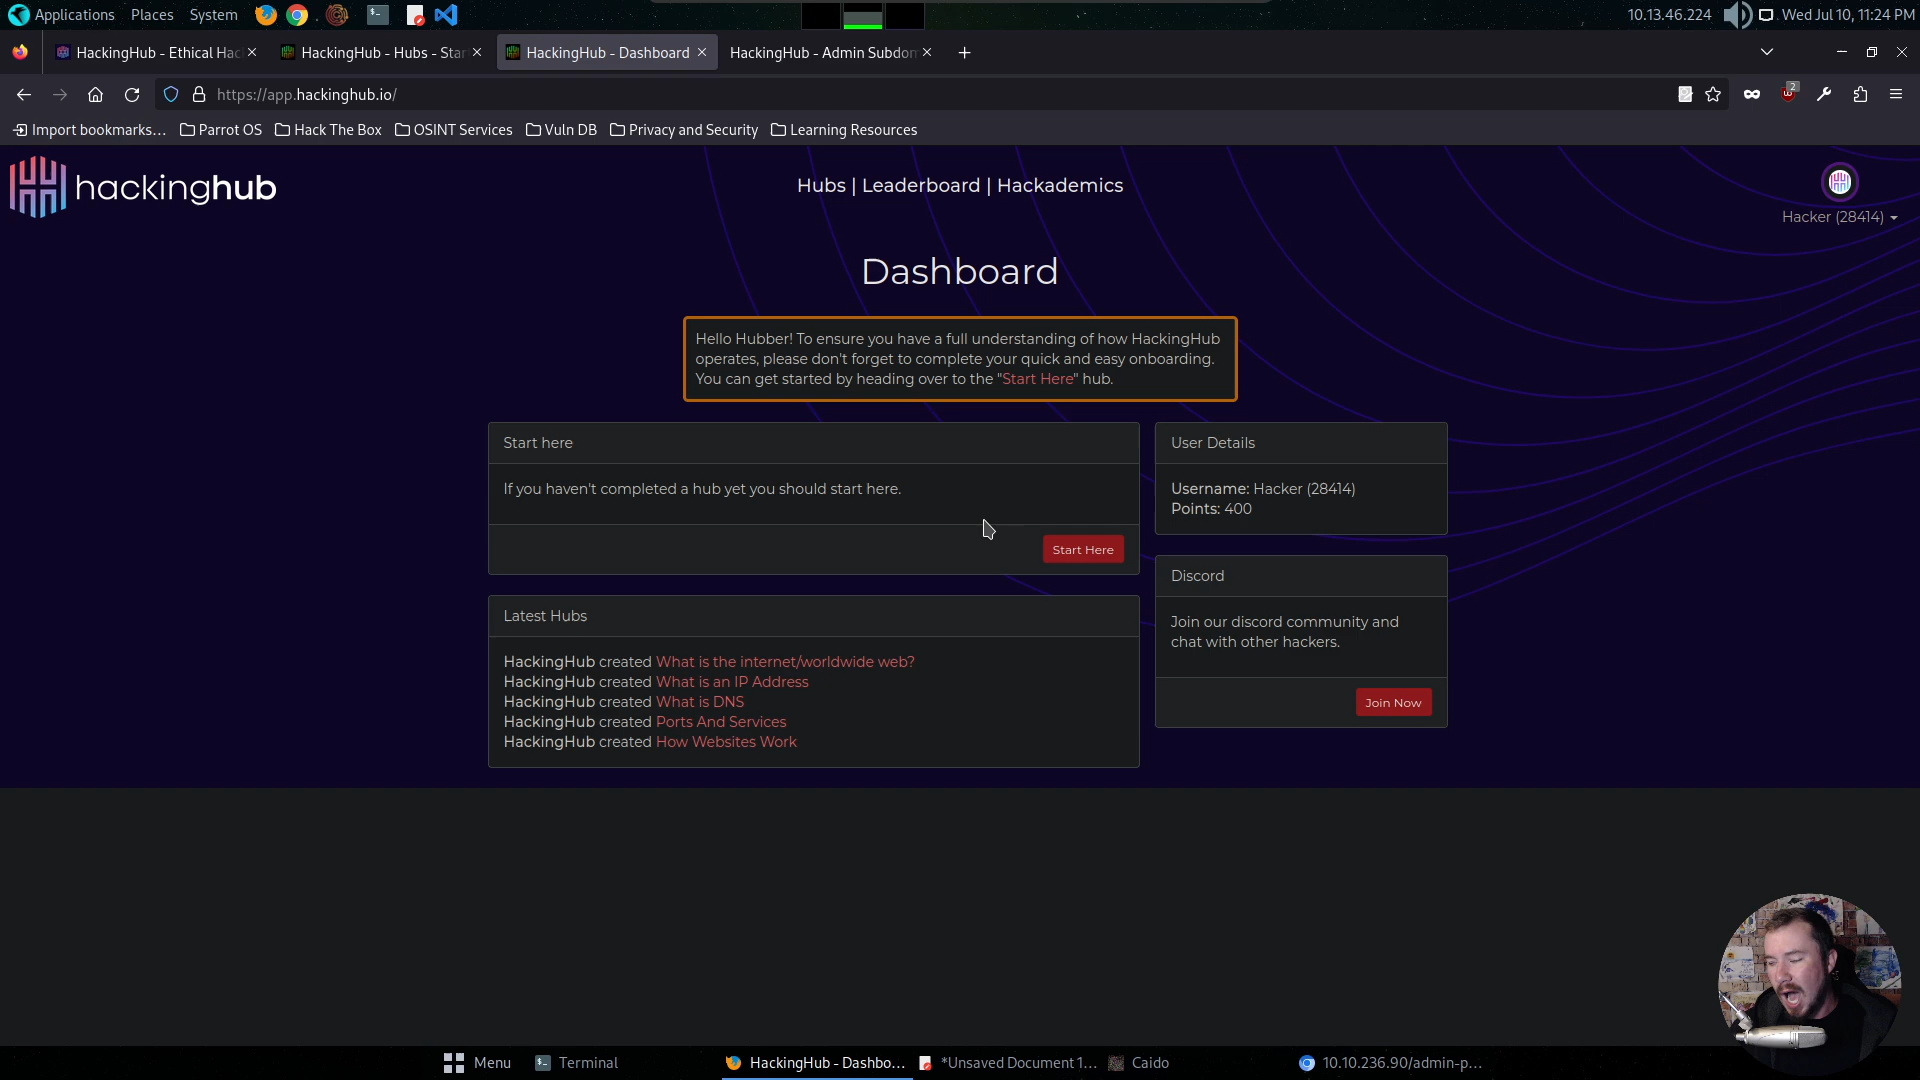 Applications Places System
10.13.46.224 Wed Jul 10, 11:24 PM
HackingHub - Ethical Hac
HackingHub - Hubs - Star
HackingHub - Dashboard
HackingHub - Admin Subdom
https://app.hackinghub.io/
2
Import bookmarks... Parrot OS Hack The Box OSINT Services Vuln DB Privacy and Security Learning Resources
hackinghub
Hubs | Leaderboard | Hackademics
Hacker (28414)
Dashboard
Hello Hubber! To ensure you have a full understanding of how HackingHub
operates, please don't forget to complete your quick and easy onboarding.
You can get started by heading over to the "Start Here" hub.
Start here
If you haven't completed a hub yet you should start here.
Start Here
User Details
Username: Hacker (28414)
Points: 400
Discord
Join our discord community and
chat with other hackers.
Join Now
Latest Hubs
HackingHub created What is the internet/worldwide web?
HackingHub created What is an IP Address
HackingHub created What is DNS
HackingHub created Ports And Services
HackingHub created How Websites Work
Menu Terminal HackingHub - Dashbo... *Unsaved Document 1... Caido 10.10.236.90/admin-p...